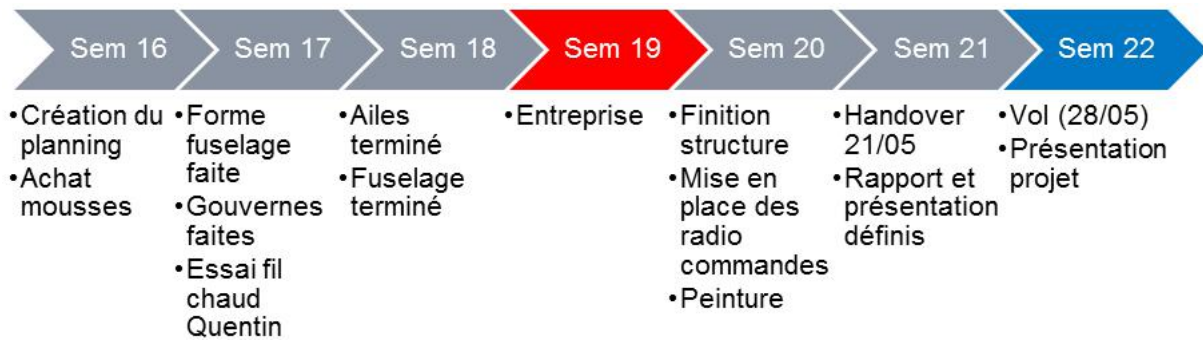 Sem 16
Sem 17
Sem 18
Sem 19
Sem 20
Sem 21
Sem 22
•Création du
planning
•Achat
mousses
•Forme
fuselage
faite
•Gouvernes
faites
•Essai fil
chaud
Quentin
•Ailes
terminé
•Fuselage
terminé
•Entreprise
•Finition
structure
•Mise en
place des
radio
commandes
•Peinture
•Handover
21/05
•Rapport et
présentation
définis
•Vol (28/05)
•Présentation
projet